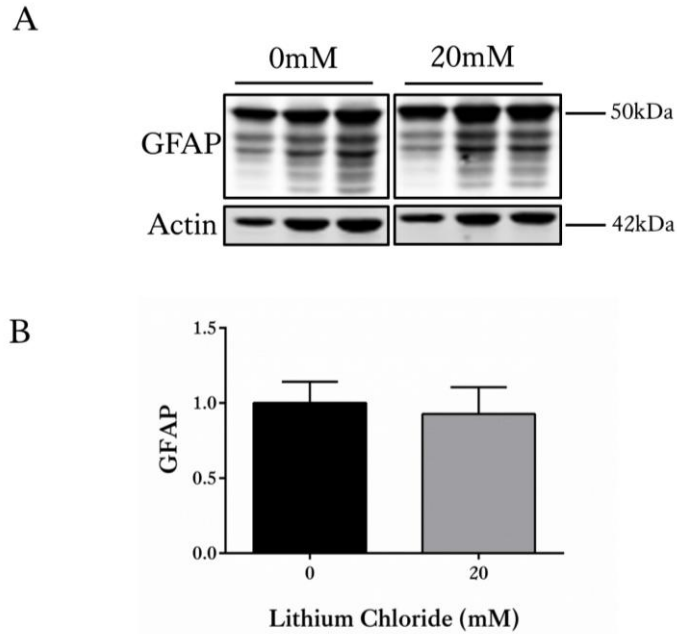 A
0mM 20mM
GFAP 50kDa
Actin 42kDa
B
1.5
1.0
0.5
0.0
GFAP
0 20
Lithium Chloride (mM)